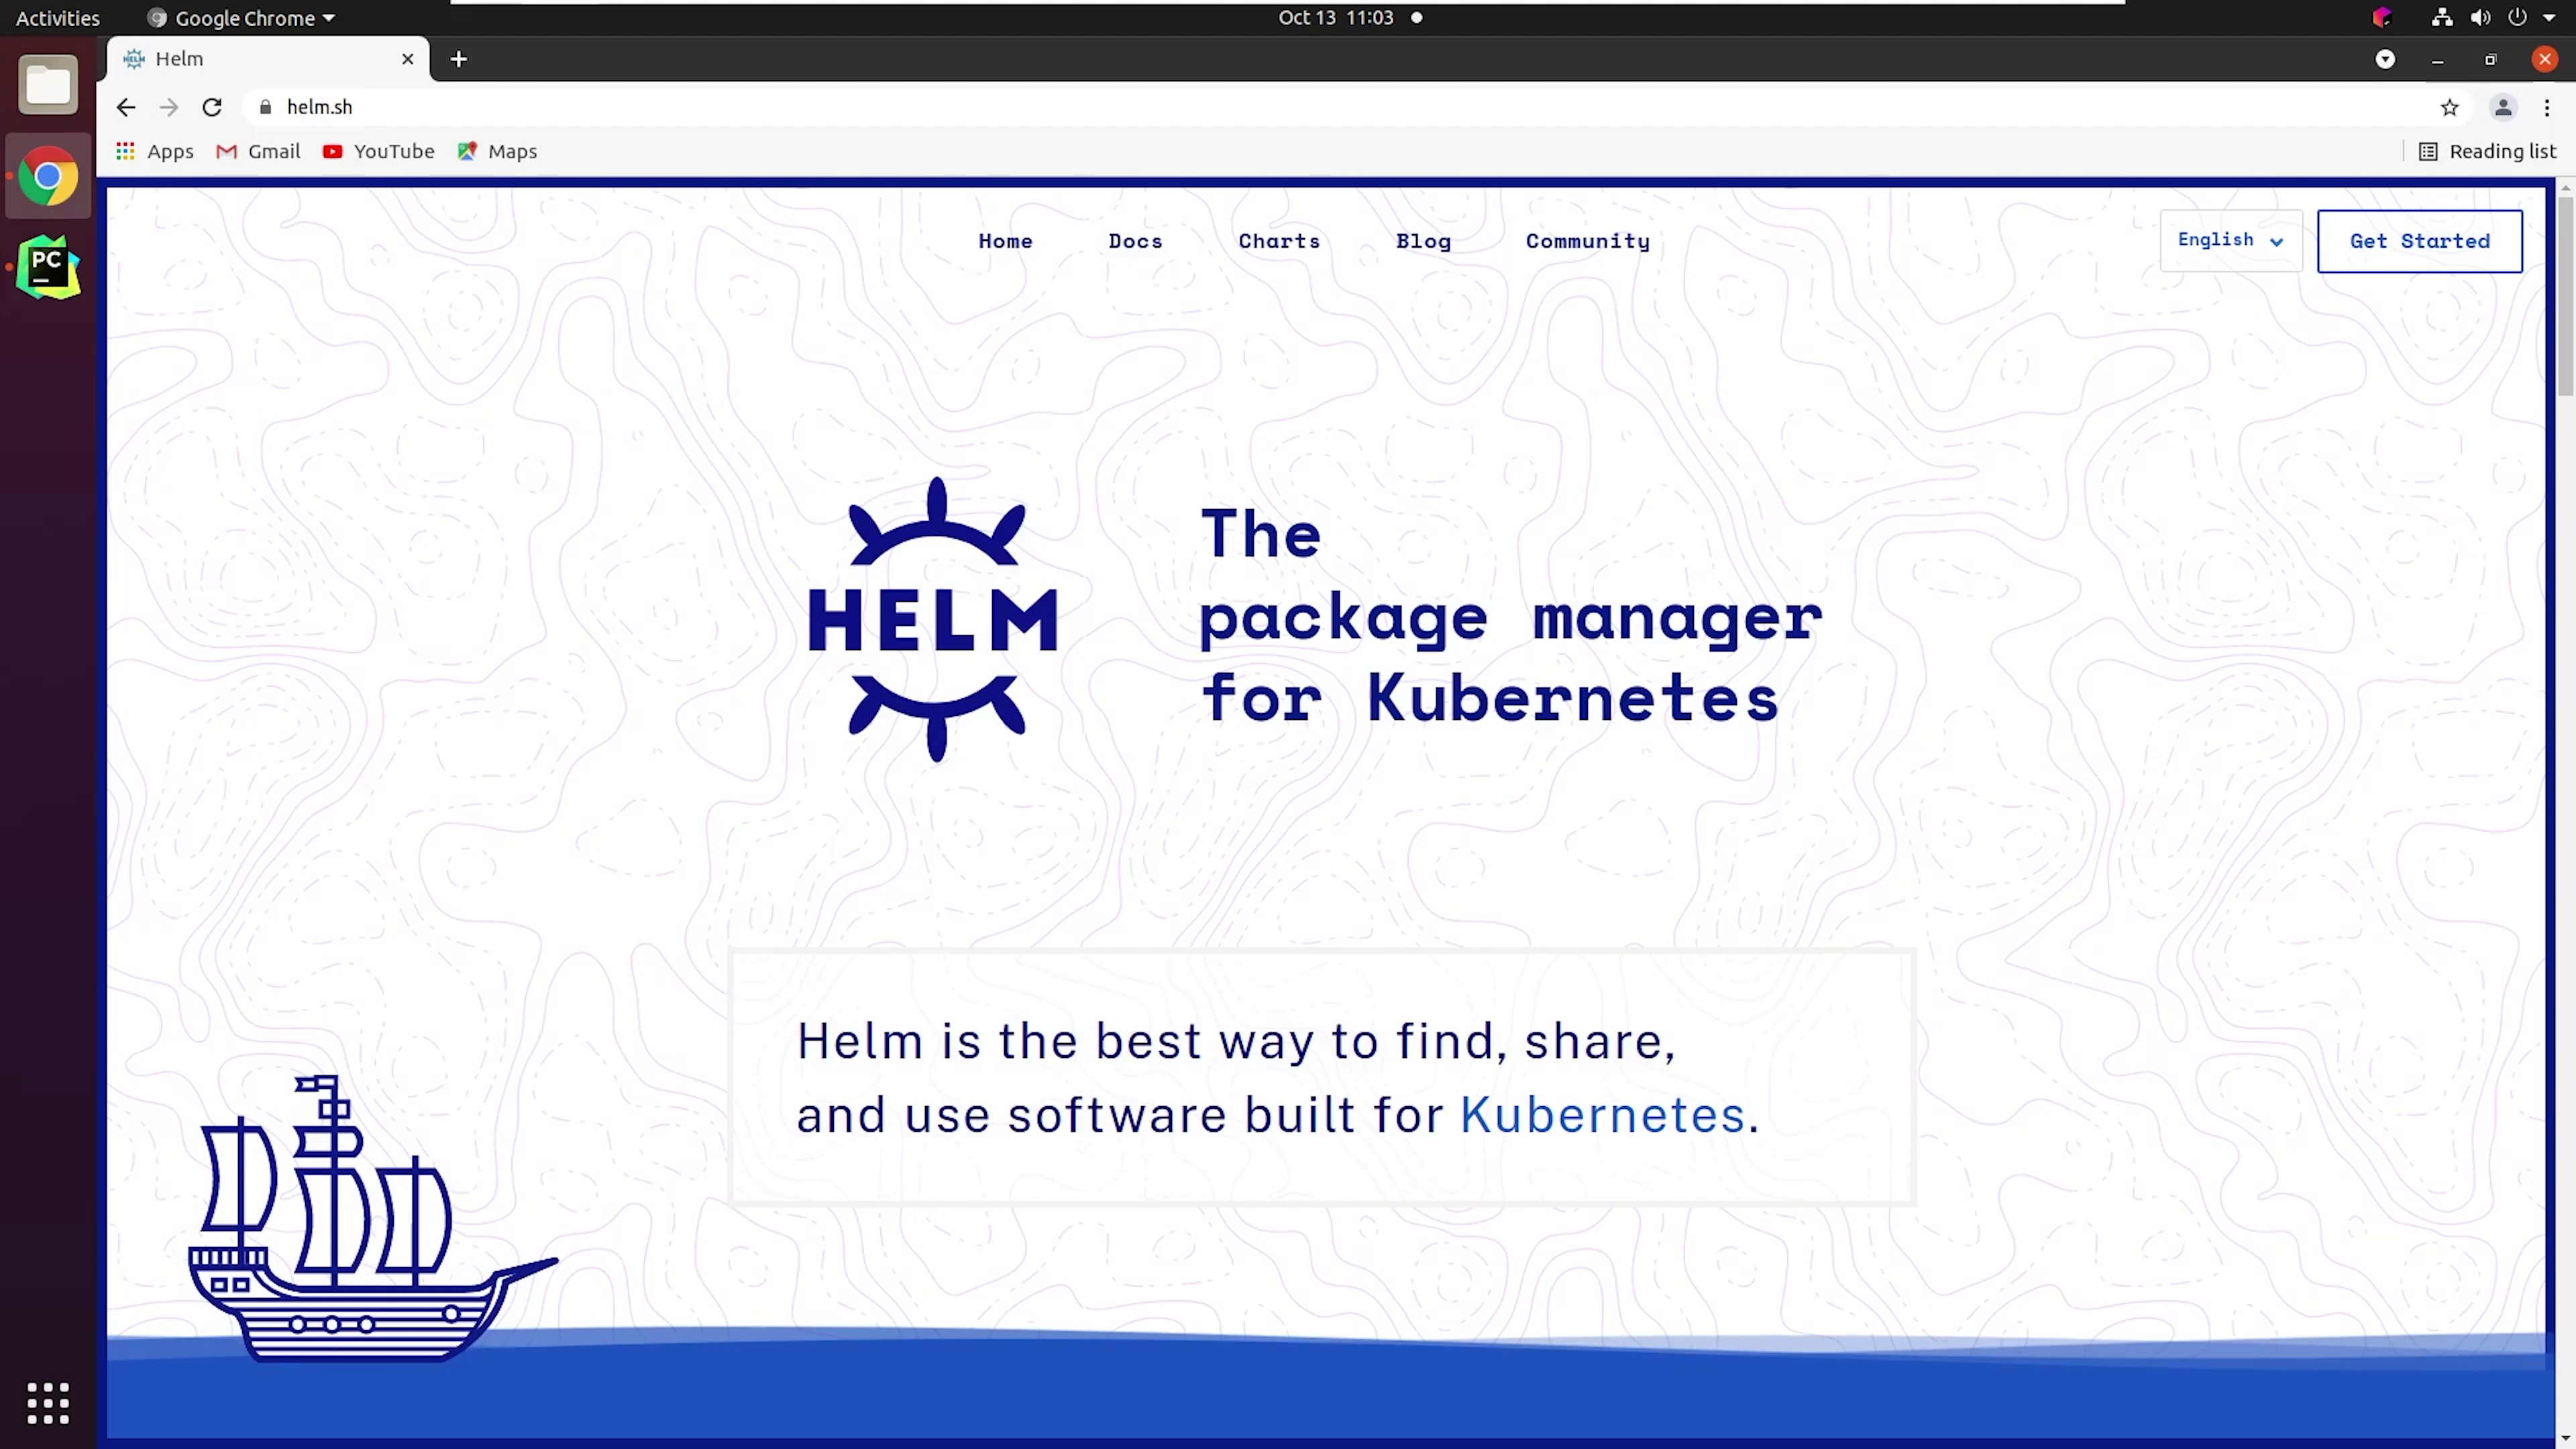 Activities
Google Chrome
Oct 13 11:03
HELM
Helm
helm.sh
Apps
Gmail
YouTube
Maps
Reading list
PC
Home
Docs
Charts
Blog
Community
English
Get Started
HELM
The
package manager
for Kubernetes
Helm is the best way to find, share,
and use software built for Kubernetes.